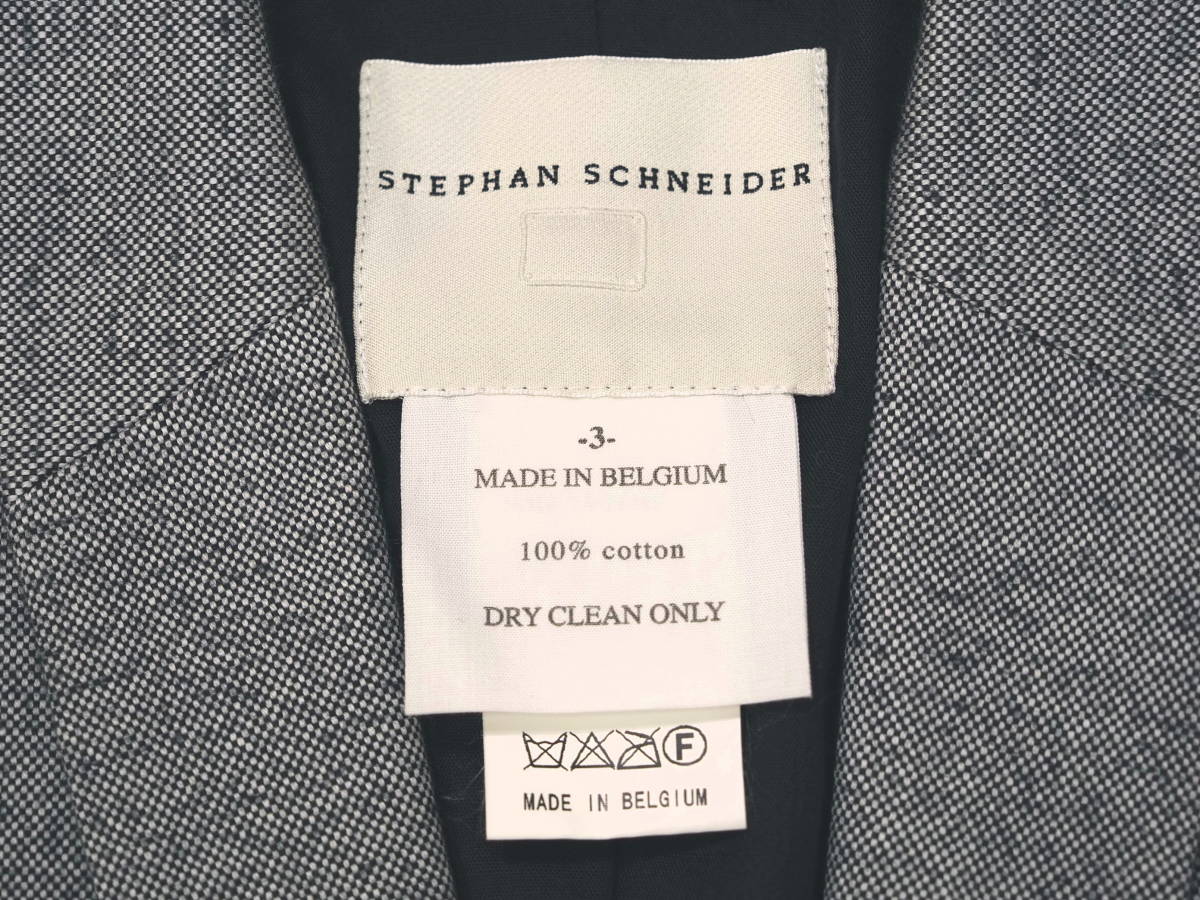 STEPHAN SCHNEIDER
-3-
MADE IN BELGIUM
100% cotton
DRY CLEAN ONLY
F
MADE IN BELGIUM